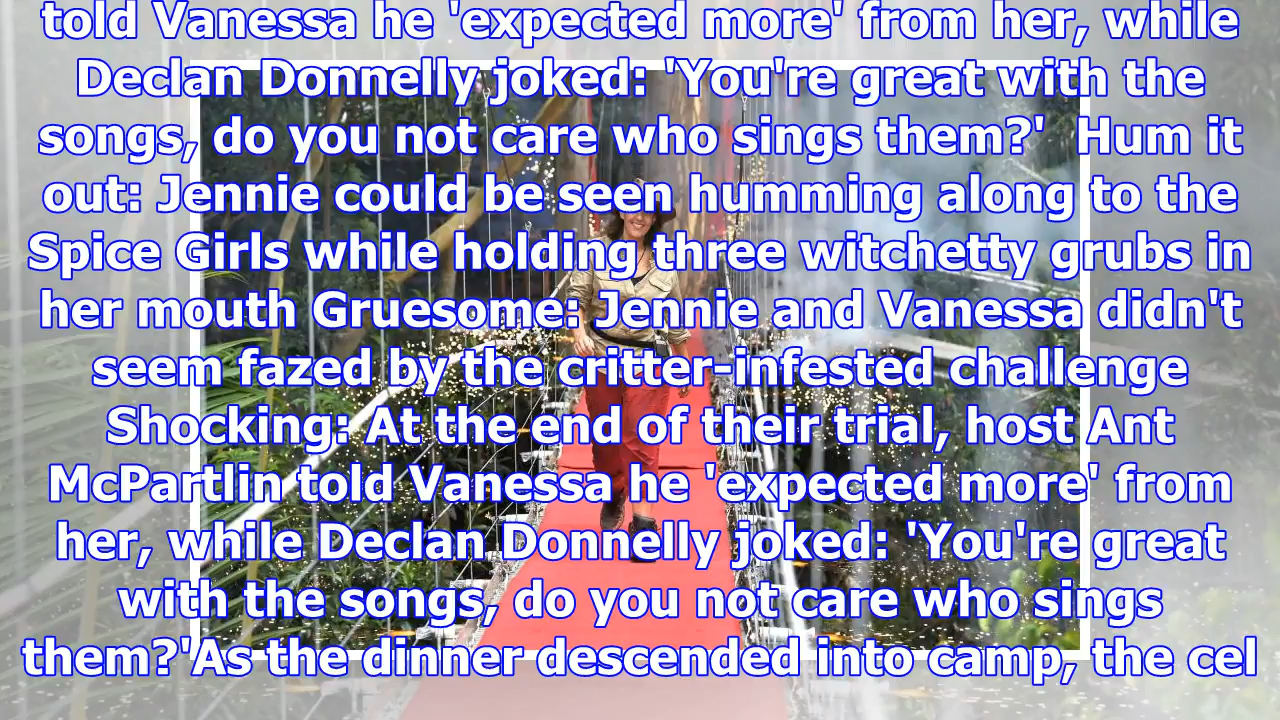 told Vanessa he 'expected more' from her, while
Declan Donnelly joked: 'You're great with the
songs, do you not care who sings them?'  Hum it
out: Jennie could be seen humming along to the
Spice Girls while holding three witchetty grubs in
her mouth Gruesome: Jennie and Vanessa didn't
seem fazed by the critter-infested challenge
Shocking: At the end of their trial, host Ant
McPartlin told Vanessa he 'expected more' from
her, while Declan Donnelly joked: 'You're great
with the songs, do you not care who sings
them?'As the dinner descended into camp, the cel